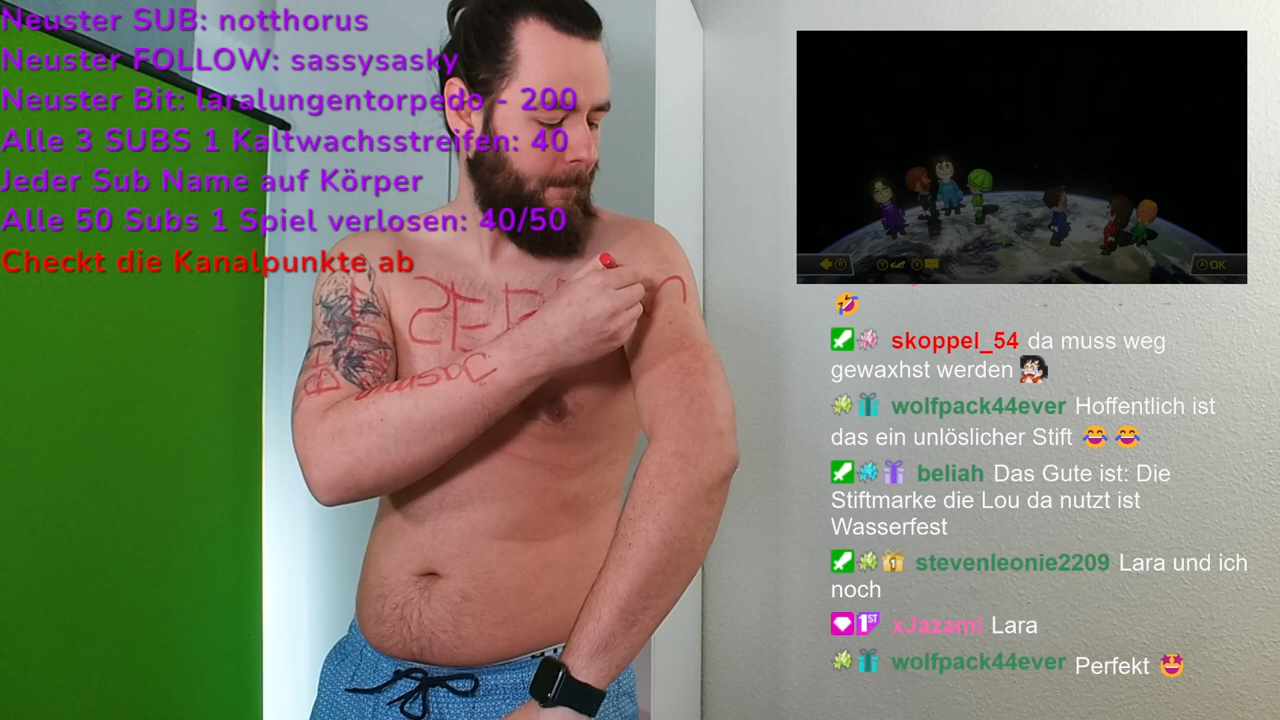 Neuster SUB: notthorus
Neuster FOLLOW: sassysasky
Neuster Bit: laralungentorpedo - 200
Alle 3 SUBS 1 Kaltwachsstreifen: 40
Jeder Sub Name auf Körper
Alle 50 Subs 1 Spiel verlosen: 40/50
Checkt die Kanalpunkte ab
B
Y
X
A OK
skoppel_54 da muss weg
gewaxhst werden
wolfpack44ever Hoffentlich ist
das ein unlöslicher Stift
beliah Das Gute ist: Die
Stiftmarke die Lou da nutzt ist
Wasserfest
1
stevenleonie2209 Lara und ich
noch
1ST xJazamI Lara
wolfpack44ever Perfekt